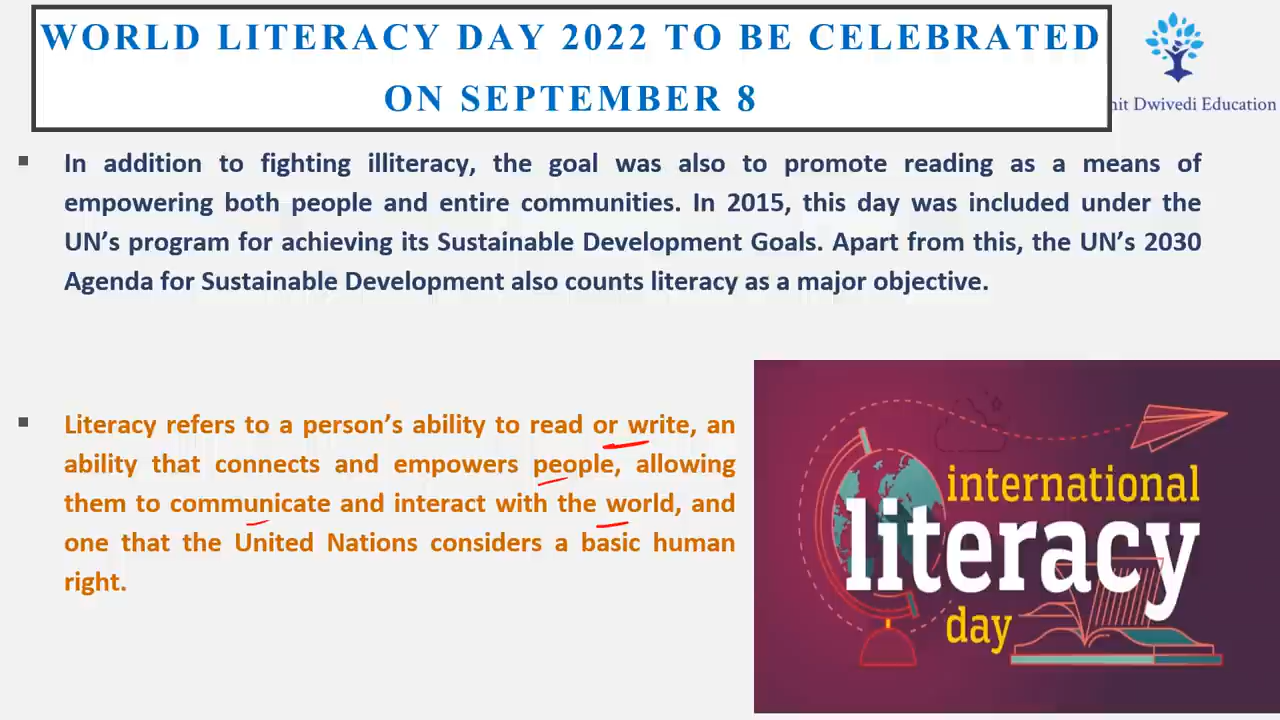 WORLD LITERACY DAY 2022 TO BE CELEBRATED
ON SEPTEMBER 8
Dwivedi Education
In addition to fighting illiteracy, the goal was also to promote reading as a means of
empowering both people and entire communities. In 2015, this day was included under the
UN’s program for achieving its Sustainable Development Goals. Apart from this, the UN’s 2030
Agenda for Sustainable Development also counts literacy as a major objective.
Literacy refers to a person’s ability to read or write, an
ability that connects and empowers people, allowing
them to communicate and interact with the world, and
one that the United Nations considers a basic human
right.
international
literacy
day